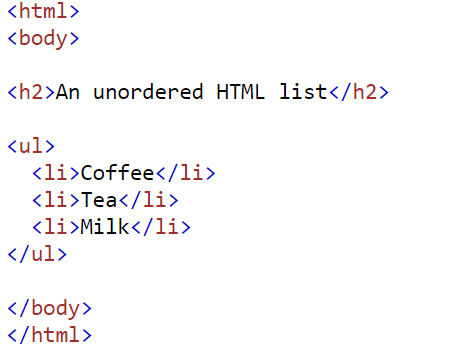 <html>
<body>
<h2>An unordered HTML list</h2>
<ul>
<li>Coffee</li>
<li>Tea</li>
<li>Milk</li>
</ul>
</body>
</html>